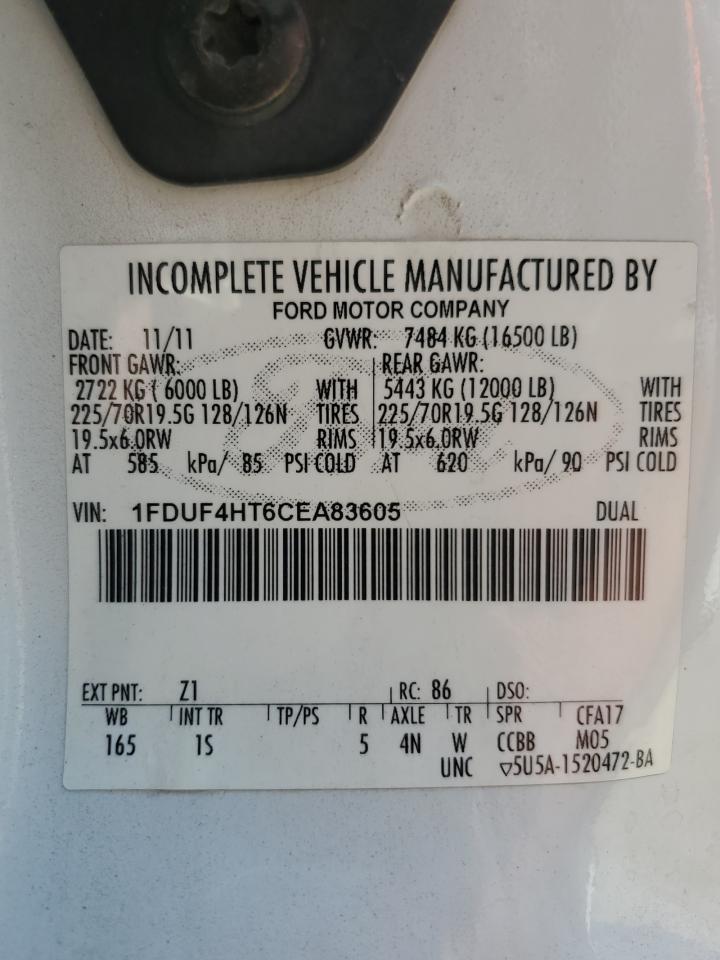 INCOMPLETE VEHICLE MANUFACTURED BY
FORD MOTOR COMPANY
DATE: 11/11 GVWR: 7484 KG (16500 LB)
FRONT GAWR: REAR GAWR:
2722 KG ( 6000 LB) WITH 5443 KG (12000 LB) WITH
225/70R19.5G 128/126N TIRES 225/70R19.5G 128/126N TIRES
19.5x6.0RW RIMS 19.5x6.0RW RIMS
AT 585 kPa/ 85 PSI COLD AT 620 kPa/ 90 PSI COLD
VIN: 1FDUF4HT6CEA83605 DUAL
EXT PNT: Z1 RC: 86 DSO:
WB INT TR TP/PS R AXLE TR SPR CFA17
165 1S 5 4N W CCBB M05
UNC ▽5U5A-1520472-BA